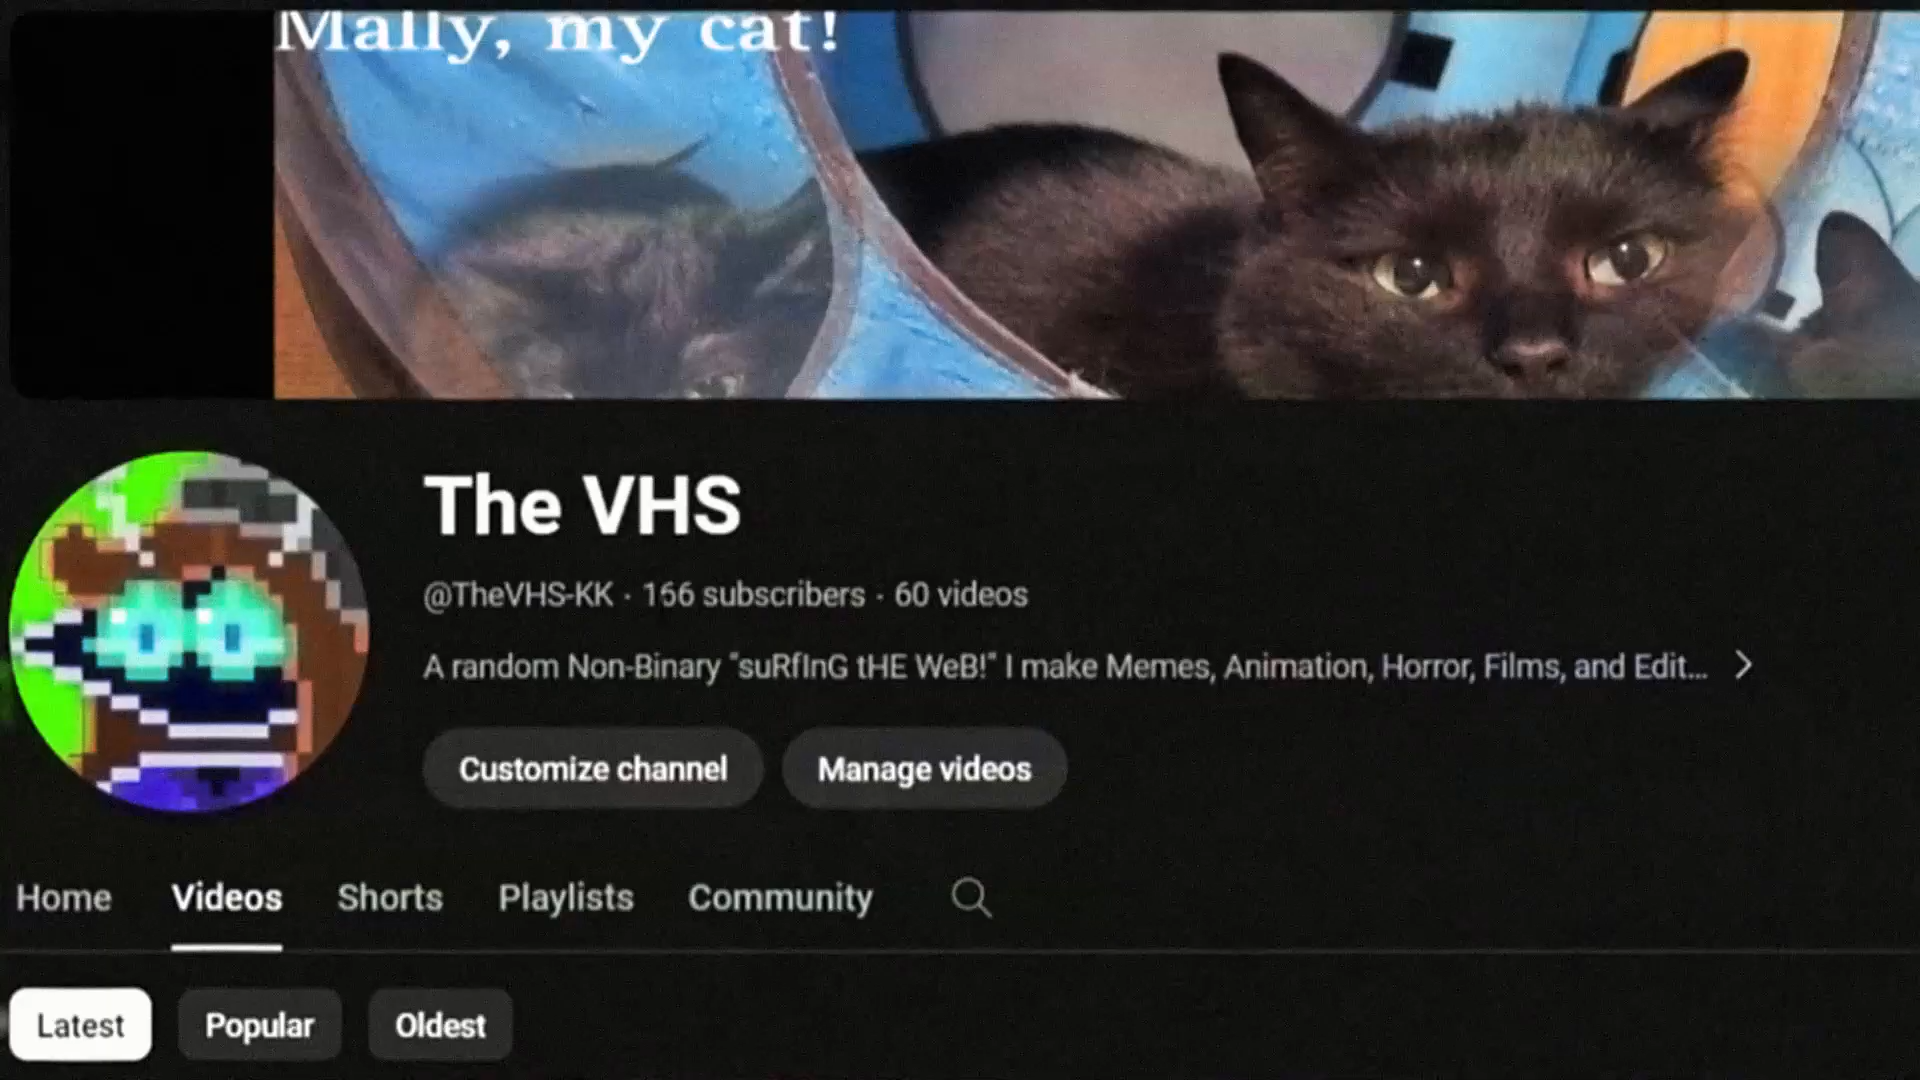 Mally, my cat!
The VHS
@TheVHS-KK · 166 subscribers · 60 videos
A random Non-Binary "suRfInG tHE WeB!" I make Memes, Animation, Horror, Films, and Edit...
Customize channel
Manage videos
Home
Videos
Shorts
Playlists
Community
Latest
Popular
Oldest